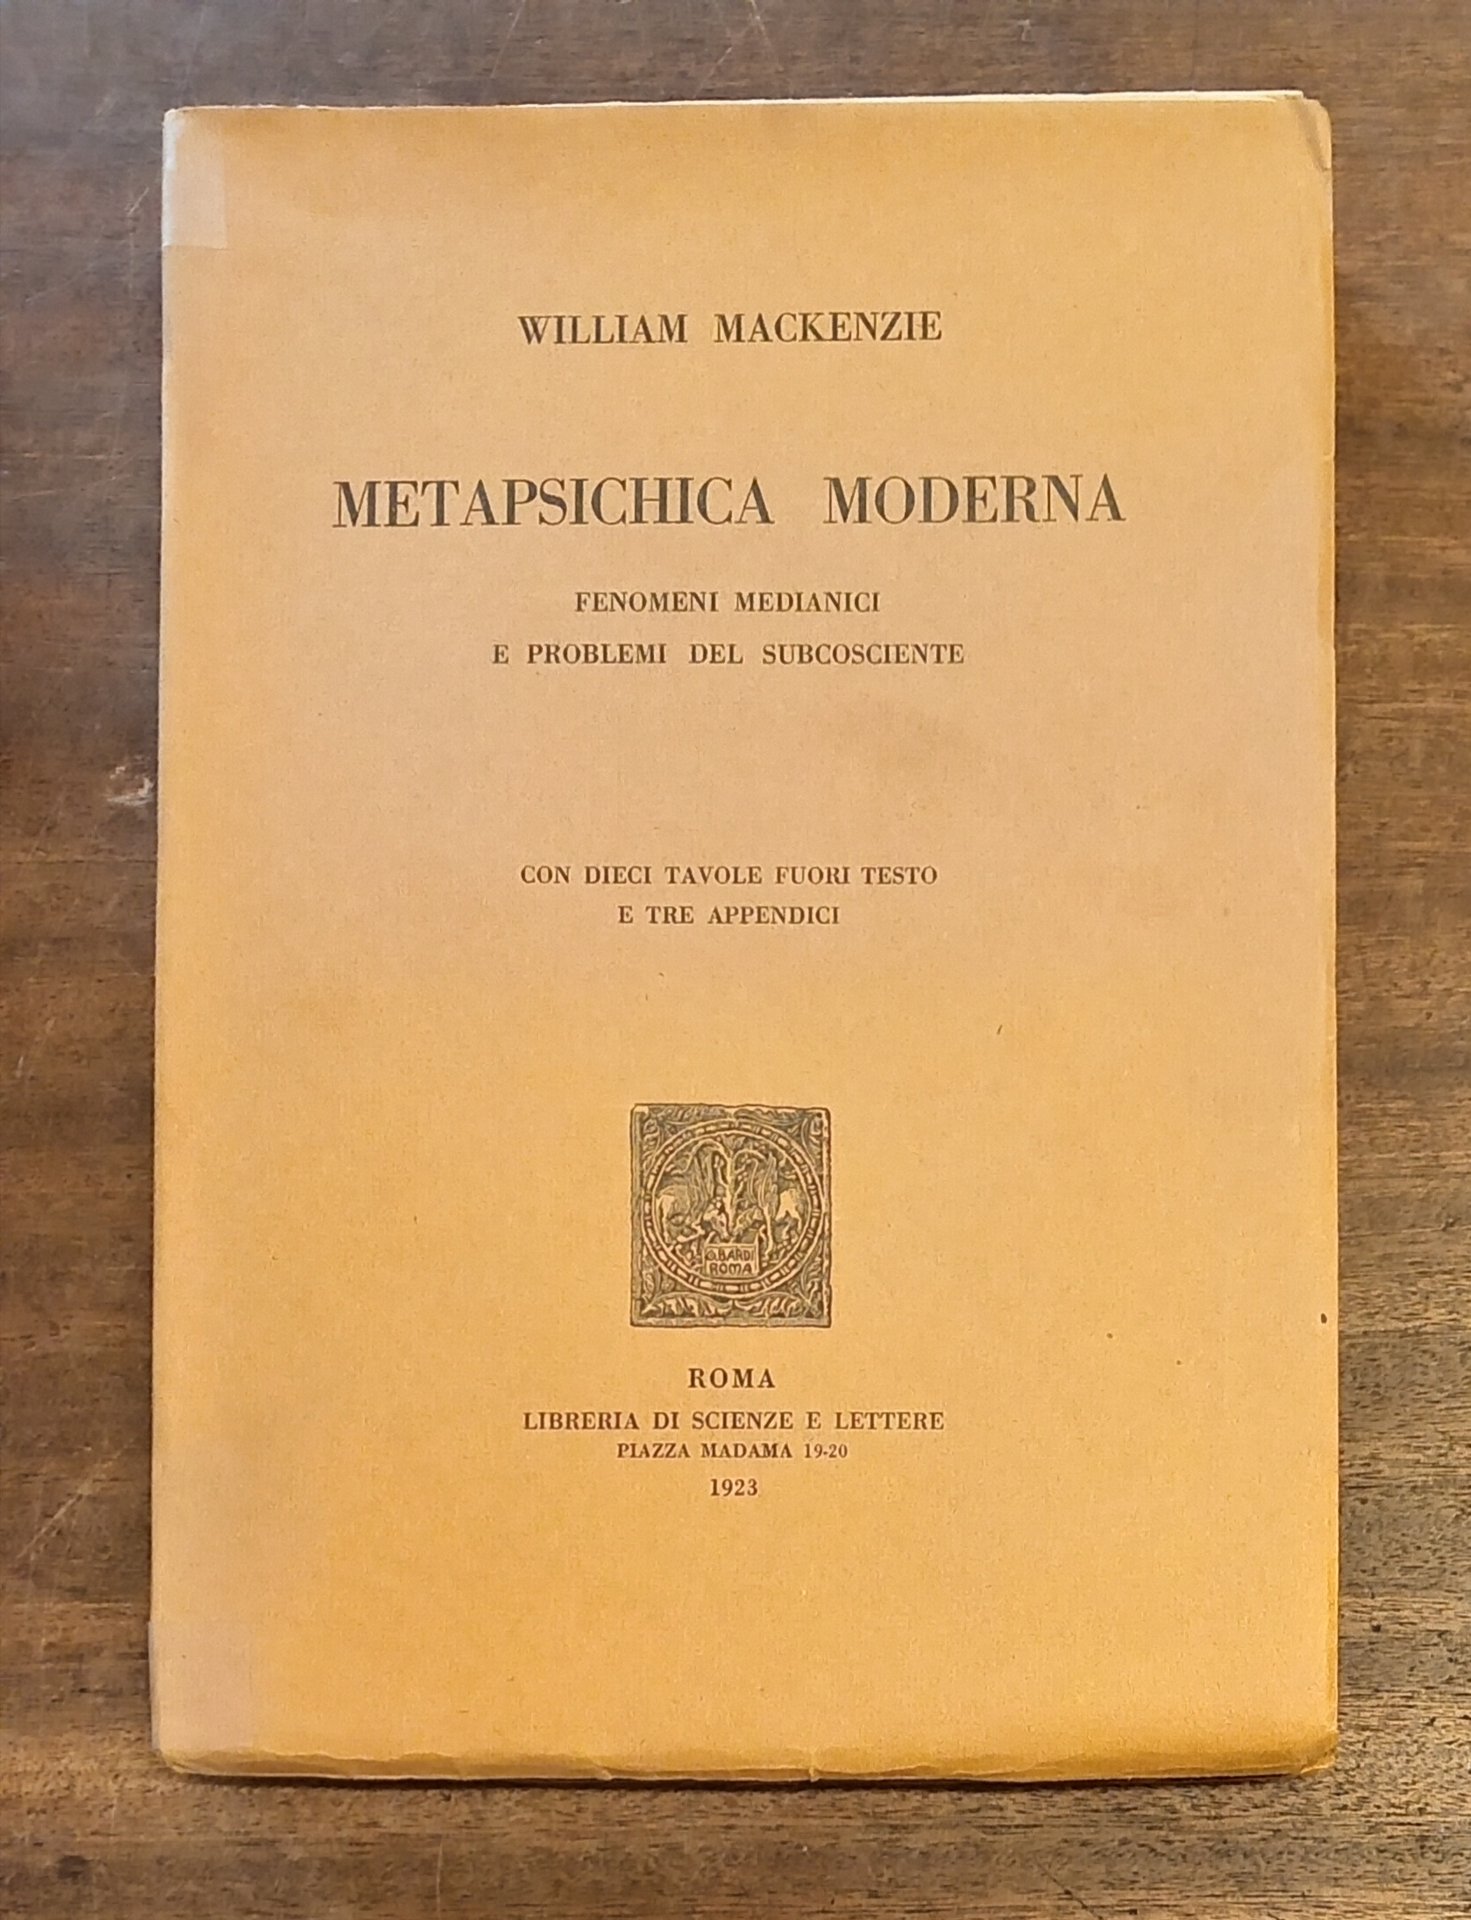 WILLIAM MACKENZIE
METAPSICHICA MODERNA
FENOMENI MEDIANICI
E PROBLEMI DEL SUBCOSCIENTE
CON DIECI TAVOLE FUORI TESTO
E TRE APPENDICI
G. BARDI
ROMA
ROMA
LIBRERIA DI SCIENZE E LETTERE
PIAZZA MADAMA 19-20
1923